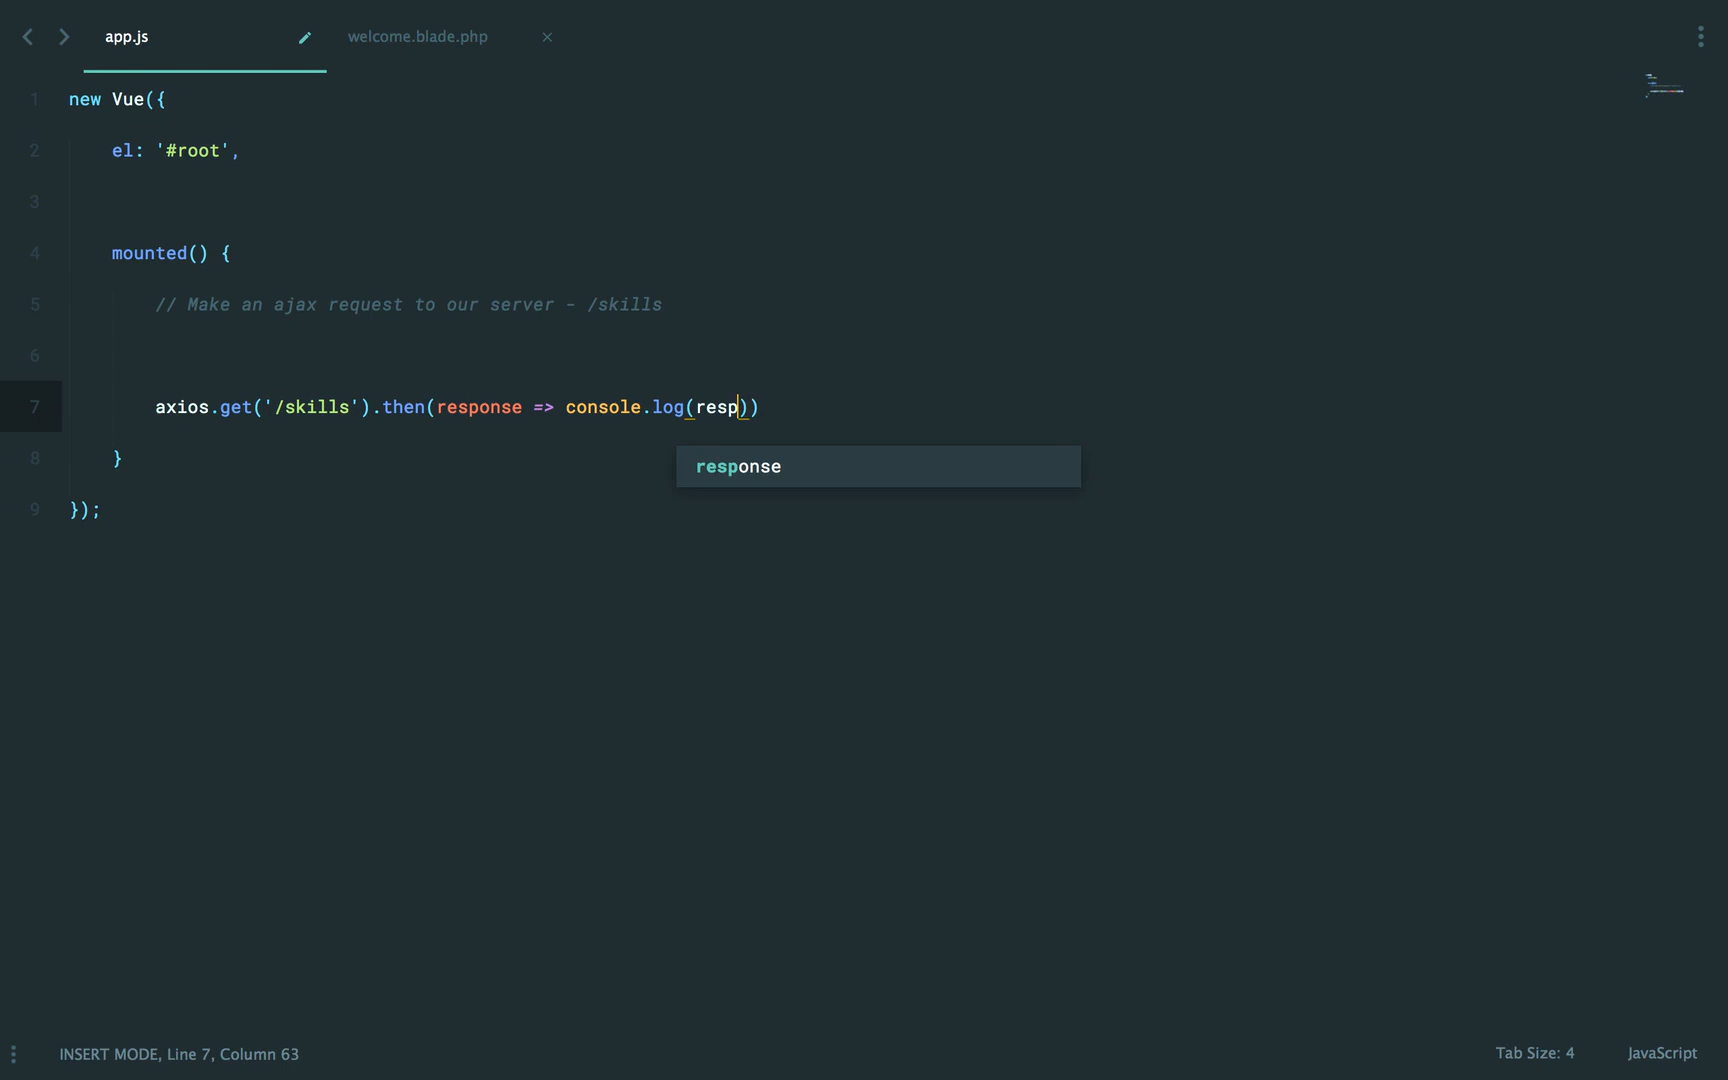 app.js
welcome.blade.php
1 new Vue({
2 el: '#root',
3
4 mounted() {
5 // Make an ajax request to our server - /skills
6
7 axios.get('/skills').then(response => console.log(resp))
response
8 }
9 });
INSERT MODE, Line 7, Column 63
Tab Size: 4
JavaScript